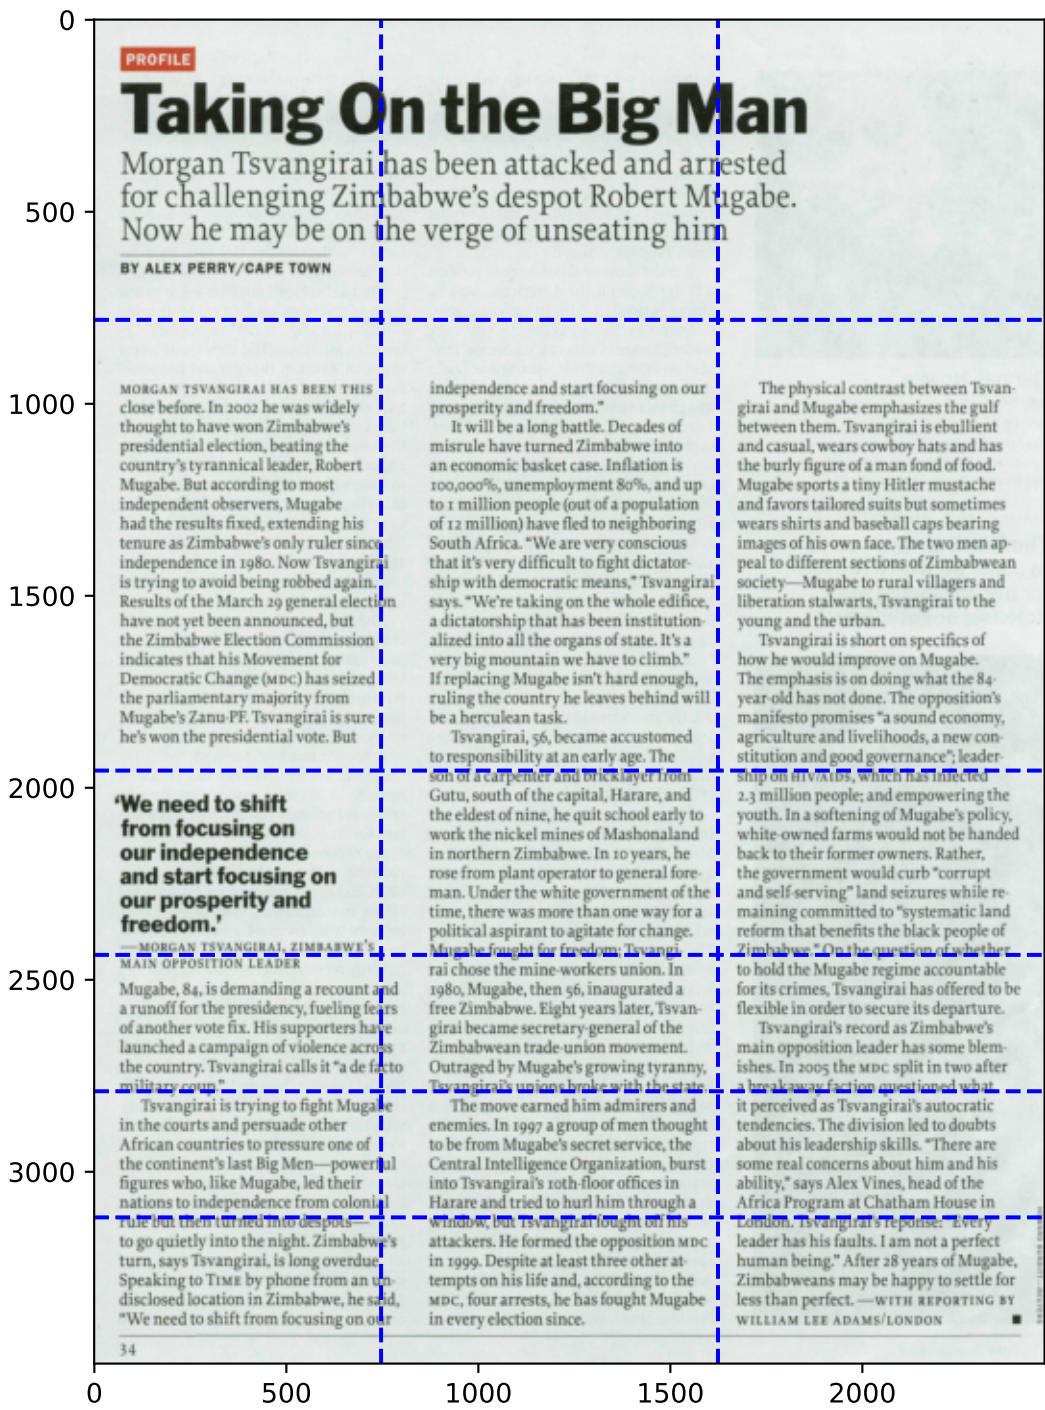 PROFILE
Taking On the Big Man
Morgan Tsvangirai has been attacked and arrested
for challenging Zimbabwe's despot Robert Mugabe.
Now he may be on the verge of unseating him
BY ALEX PERRY/CAPE TOWN
MORGAN TSVANGIRAI HAS BEEN THIS
close before. In 2002 he was widely
thought to have won Zimbabwe's
presidential election, beating the
country's tyrannical leader, Robert
Mugabe. But according to most
independent observers, Mugabe
had the results fixed, extending his
tenure as Zimbabwe's only ruler since
independence in 1980. Now Tsvangirai
is trying to avoid being robbed again.
Results of the March 29 general election
have not yet been announced, but
the Zimbabwe Election Commission
indicates that his Movement for
Democratic Change (MDC) has seized
the parliamentary majority from
Mugabe's Zanu-PF. Tsvangirai is sure
he's won the presidential vote. But
'We need to shift
from focusing on
our independence
and start focusing on
our prosperity and
freedom.'
—MORGAN TSVANGIRAI, ZIMBABWE'S
MAIN OPPOSITION LEADER
Mugabe, 84, is demanding a recount and
a runoff for the presidency, fueling fears
of another vote fix. His supporters have
launched a campaign of violence across
the country. Tsvangirai calls it "a de facto
military coup."
Tsvangirai is trying to fight Mugabe
in the courts and persuade other
African countries to pressure one of
the continent's last Big Men—powerful
figures who, like Mugabe, led their
nations to independence from colonial
rule but then turned into despots—
to go quietly into the night. Zimbabwe's
turn, says Tsvangirai, is long overdue.
Speaking to TIME by phone from an un-
disclosed location in Zimbabwe, he said,
"We need to shift from focusing on our
independence and start focusing on our
prosperity and freedom."
It will be a long battle. Decades of
misrule have turned Zimbabwe into
an economic basket case. Inflation is
100,000%, unemployment 80%, and up
to 1 million people (out of a population
of 12 million) have fled to neighboring
South Africa. "We are very conscious
that it's very difficult to fight dictator-
ship with democratic means," Tsvangirai
says. "We're taking on the whole edifice,
a dictatorship that has been institution-
alized into all the organs of state. It's a
very big mountain we have to climb."
If replacing Mugabe isn't hard enough,
ruling the country he leaves behind will
be a herculean task.
Tsvangirai, 56, became accustomed
to responsibility at an early age. The
son of a carpenter and bricklayer from
Gutu, south of the capital, Harare, and
the eldest of nine, he quit school early to
work the nickel mines of Mashonaland
in northern Zimbabwe. In 10 years, he
rose from plant operator to general fore-
man. Under the white government of the
time, there was more than one way for a
political aspirant to agitate for change.
Mugabe fought for freedom; Tsvangi-
rai chose the mine-workers union. In
1980, Mugabe, then 56, inaugurated a
free Zimbabwe. Eight years later, Tsvan-
girai became secretary-general of the
Zimbabwean trade-union movement.
Outraged by Mugabe's growing tyranny,
Tsvangirai's unions broke with the state.
The move earned him admirers and
enemies. In 1997 a group of men thought
to be from Mugabe's secret service, the
Central Intelligence Organization, burst
into Tsvangirai's 10th-floor offices in
Harare and tried to hurl him through a
window, but Tsvangirai fought off his
attackers. He formed the opposition MDC
in 1999. Despite at least three other at-
tempts on his life and, according to the
MDC, four arrests, he has fought Mugabe
in every election since.
The physical contrast between Tsvan-
girai and Mugabe emphasizes the gulf
between them. Tsvangirai is ebullient
and casual, wears cowboy hats and has
the burly figure of a man fond of food.
Mugabe sports a tiny Hitler mustache
and favors tailored suits but sometimes
wears shirts and baseball caps bearing
images of his own face. The two men ap-
peal to different sections of Zimbabwean
society—Mugabe to rural villagers and
liberation stalwarts, Tsvangirai to the
young and the urban.
Tsvangirai is short on specifics of
how he would improve on Mugabe.
The emphasis is on doing what the 84-
year-old has not done. The opposition's
manifesto promises "a sound economy,
agriculture and livelihoods, a new con-
stitution and good governance"; leader-
ship on HIV/AIDS, which has infected
2.3 million people; and empowering the
youth. In a softening of Mugabe's policy,
white-owned farms would not be handed
back to their former owners. Rather,
the government would curb "corrupt
and self-serving" land seizures while re-
maining committed to "systematic land
reform that benefits the black people of
Zimbabwe." On the question of whether
to hold the Mugabe regime accountable
for its crimes, Tsvangirai has offered to be
flexible in order to secure its departure.
Tsvangirai's record as Zimbabwe's
main opposition leader has some blem-
ishes. In 2005 the MDC split in two after
a breakaway faction questioned what
it perceived as Tsvangirai's autocratic
tendencies. The division led to doubts
about his leadership skills. "There are
some real concerns about him and his
ability," says Alex Vines, head of the
Africa Program at Chatham House in
London. Tsvangirai's reponse: "Every
leader has his faults. I am not a perfect
human being." After 28 years of Mugabe,
Zimbabweans may be happy to settle for
less than perfect. —WITH REPORTING BY
WILLIAM LEE ADAMS/LONDON ■
34
0
500
1000
1500
2000
2500
3000
0 500 1000 1500 2000